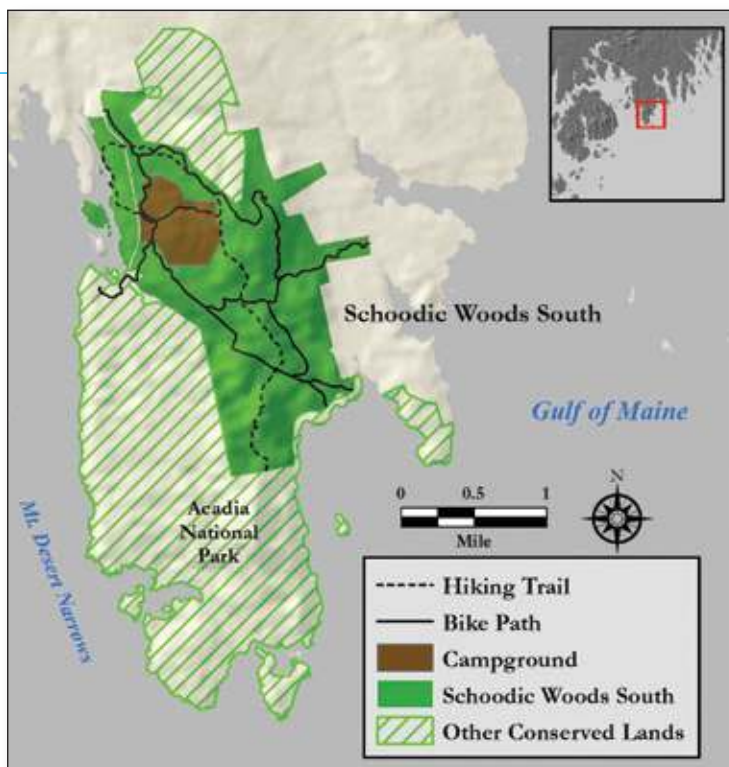 N
Schoodic Woods South
Gulf of Maine
0 0.5 1
Mile
Acadia
National
Park
Mt. Desert Narrows
Hiking Trail
Bike Path
Campground
Schoodic Woods South
Other Conserved Lands